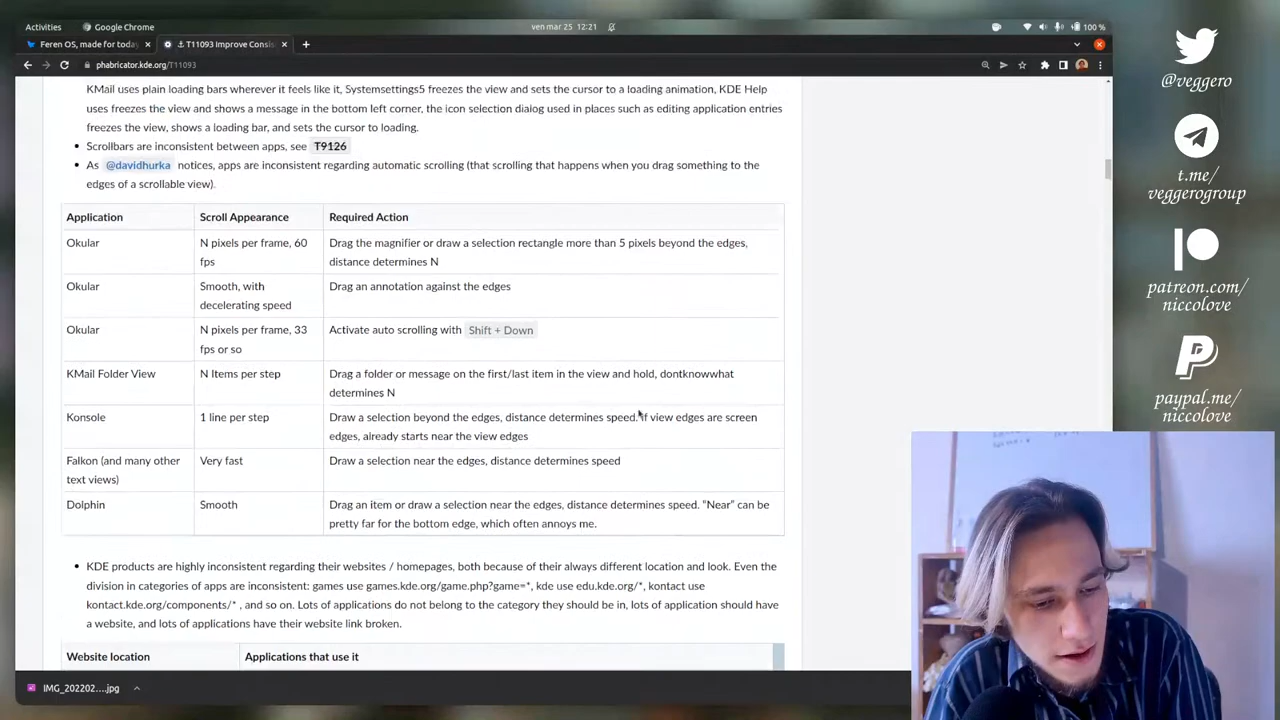 Activities
Google Chrome
ven mar 25 12:21
100 %
Feren OS, made for today
T11093 Improve Consis
phabricator.kde.org/T11093
KMail uses plain loading bars wherever it feels like it, Systemsettings5 freezes the view and sets the cursor to a loading animation, KDE Help
uses freezes the view and shows a message in the bottom left corner, the icon selection dialog used in places such as editing application entries
freezes the view, shows a loading bar, and sets the cursor to loading.
Scrollbars are inconsistent between apps, see T9126
As @davidhurka notices, apps are inconsistent regarding automatic scrolling (that scrolling that happens when you drag something to the
edges of a scrollable view).
Application Scroll Appearance Required Action
Okular N pixels per frame, 60 Drag the magnifier or draw a selection rectangle more than 5 pixels beyond the edges,
fps distance determines N
Okular Smooth, with Drag an annotation against the edges
decelerating speed
Okular N pixels per frame, 33 Activate auto scrolling with Shift + Down
fps or so
KMail Folder View N Items per step Drag a folder or message on the first/last item in the view and hold, dontknowwhat
determines N
Konsole 1 line per step Draw a selection beyond the edges, distance determines speed. If view edges are screen
edges, already starts near the view edges
Falkon (and many other Very fast Draw a selection near the edges, distance determines speed
text views)
Dolphin Smooth Drag an item or draw a selection near the edges, distance determines speed. "Near" can be
pretty far for the bottom edge, which often annoys me.
KDE products are highly inconsistent regarding their websites / homepages, both because of their always different location and look. Even the
division in categories of apps are inconsistent: games use games.kde.org/game.php?game=*, kde use edu.kde.org/*, kontact use
kontact.kde.org/components/* , and so on. Lots of applications do not belong to the category they should be in, lots of application should have
a website, and lots of applications have their website link broken.
Website location Applications that use it
IMG_202202....jpg
@veggero
t.me/
veggerogroup
patreon.com/
niccolove
paypal.me/
niccolove